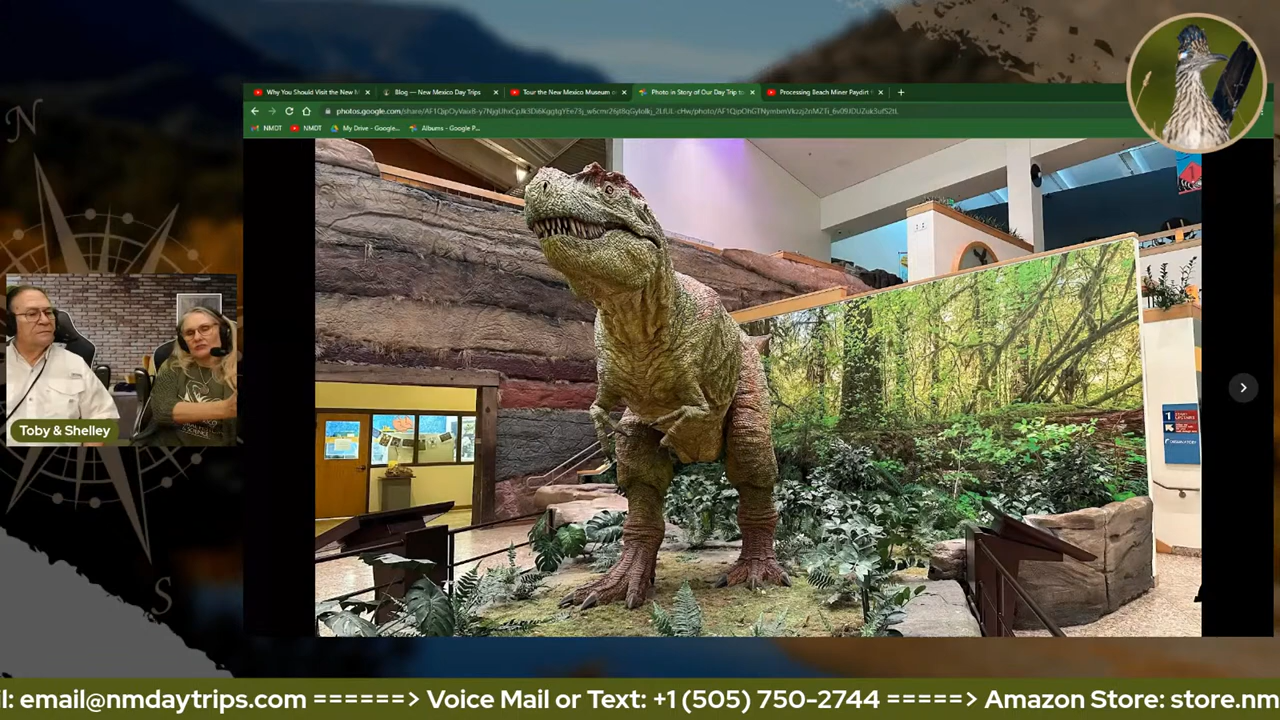 Why You Should Visit the New M
Blog — New Mexico Day Trips
Tour the New Mexico Museum o
Photo in Story of Our Day Trip to
Processing Beach Miner Paydirt f
NMDT
NMDT
My Drive - Google...
Albums - Google P...
N
S
1
Toby & Shelley
il: email@nmdaytrips.com ======> Voice Mail or Text: +1 (505) 750-2744 =====> Amazon Store: store.nm